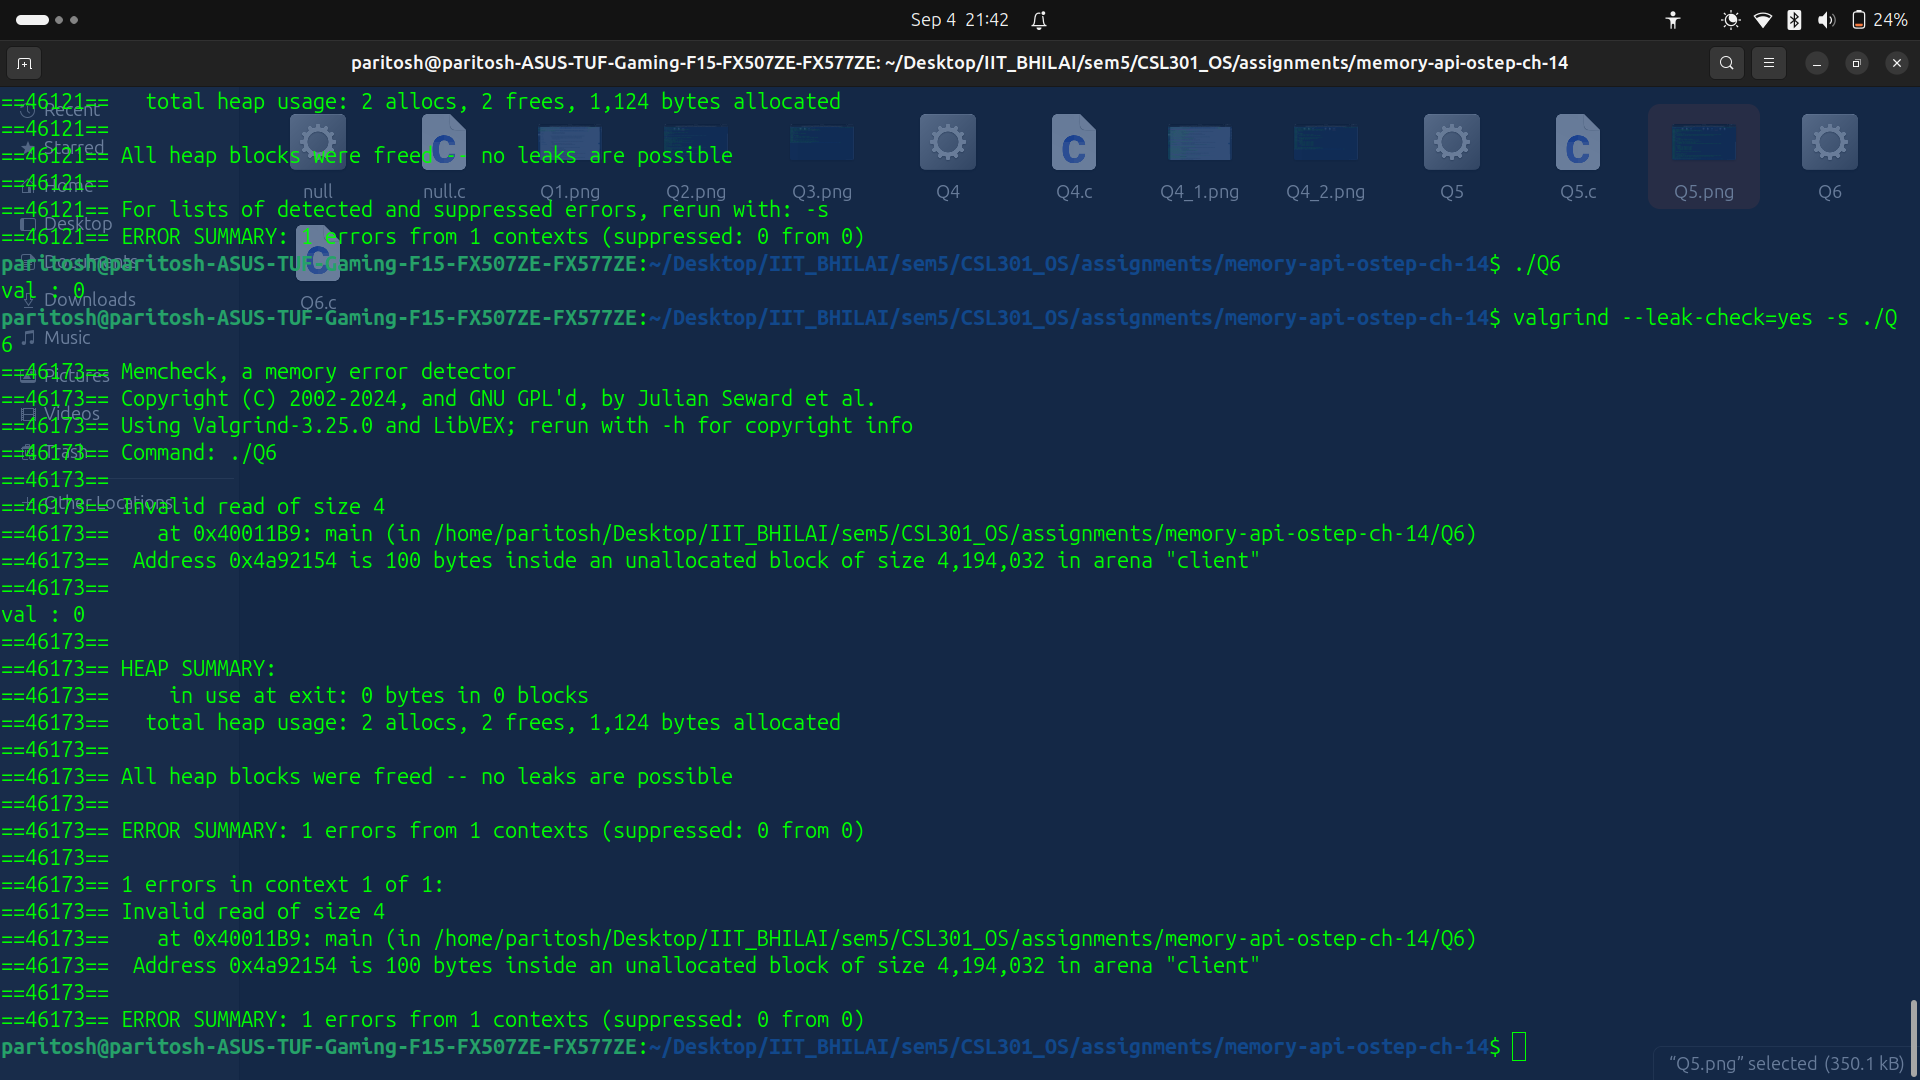 Sep 4 21:42
24%
paritosh@paritosh-ASUS-TUF-Gaming-F15-FX507ZE-FX577ZE: ~/Desktop/IIT_BHILAI/sem5/CSL301_OS/assignments/memory-api-ostep-ch-14
==46121==   total heap usage: 2 allocs, 2 frees, 1,124 bytes allocated
Recent
==46121==
Starred
==46121== All heap blocks were freed -- no leaks are possible
==46121==
Home
null
null.c
Q1.png
Q2.png
Q3.png
Q4
Q4.c
Q4_1.png
Q4_2.png
Q5
Q5.c
Q5.png
Q6
==46121== For lists of detected and suppressed errors, rerun with: -s
Desktop
==46121== ERROR SUMMARY: 1 errors from 1 contexts (suppressed: 0 from 0)
Documents
paritosh@paritosh-ASUS-TUF-Gaming-F15-FX507ZE-FX577ZE:~/Desktop/IIT_BHILAI/sem5/CSL301_OS/assignments/memory-api-ostep-ch-14$ ./Q6
val : 0
Downloads
Q6.c
paritosh@paritosh-ASUS-TUF-Gaming-F15-FX507ZE-FX577ZE:~/Desktop/IIT_BHILAI/sem5/CSL301_OS/assignments/memory-api-ostep-ch-14$ valgrind --leak-check=yes -s ./Q
6
Music
==46173== Memcheck, a memory error detector
Pictures
==46173== Copyright (C) 2002-2024, and GNU GPL'd, by Julian Seward et al.
Videos
==46173== Using Valgrind-3.25.0 and LibVEX; rerun with -h for copyright info
==46173== Command: ./Q6
Trash
==46173==
==46173== Invalid read of size 4
Other Locations
==46173==    at 0x40011B9: main (in /home/paritosh/Desktop/IIT_BHILAI/sem5/CSL301_OS/assignments/memory-api-ostep-ch-14/Q6)
==46173==  Address 0x4a92154 is 100 bytes inside an unallocated block of size 4,194,032 in arena "client"
==46173==
val : 0
==46173==
==46173== HEAP SUMMARY:
==46173==     in use at exit: 0 bytes in 0 blocks
==46173==   total heap usage: 2 allocs, 2 frees, 1,124 bytes allocated
==46173==
==46173== All heap blocks were freed -- no leaks are possible
==46173==
==46173== ERROR SUMMARY: 1 errors from 1 contexts (suppressed: 0 from 0)
==46173==
==46173== 1 errors in context 1 of 1:
==46173== Invalid read of size 4
==46173==    at 0x40011B9: main (in /home/paritosh/Desktop/IIT_BHILAI/sem5/CSL301_OS/assignments/memory-api-ostep-ch-14/Q6)
==46173==  Address 0x4a92154 is 100 bytes inside an unallocated block of size 4,194,032 in arena "client"
==46173==
==46173== ERROR SUMMARY: 1 errors from 1 contexts (suppressed: 0 from 0)
paritosh@paritosh-ASUS-TUF-Gaming-F15-FX507ZE-FX577ZE:~/Desktop/IIT_BHILAI/sem5/CSL301_OS/assignments/memory-api-ostep-ch-14$
“Q5.png” selected (350.1 kB)